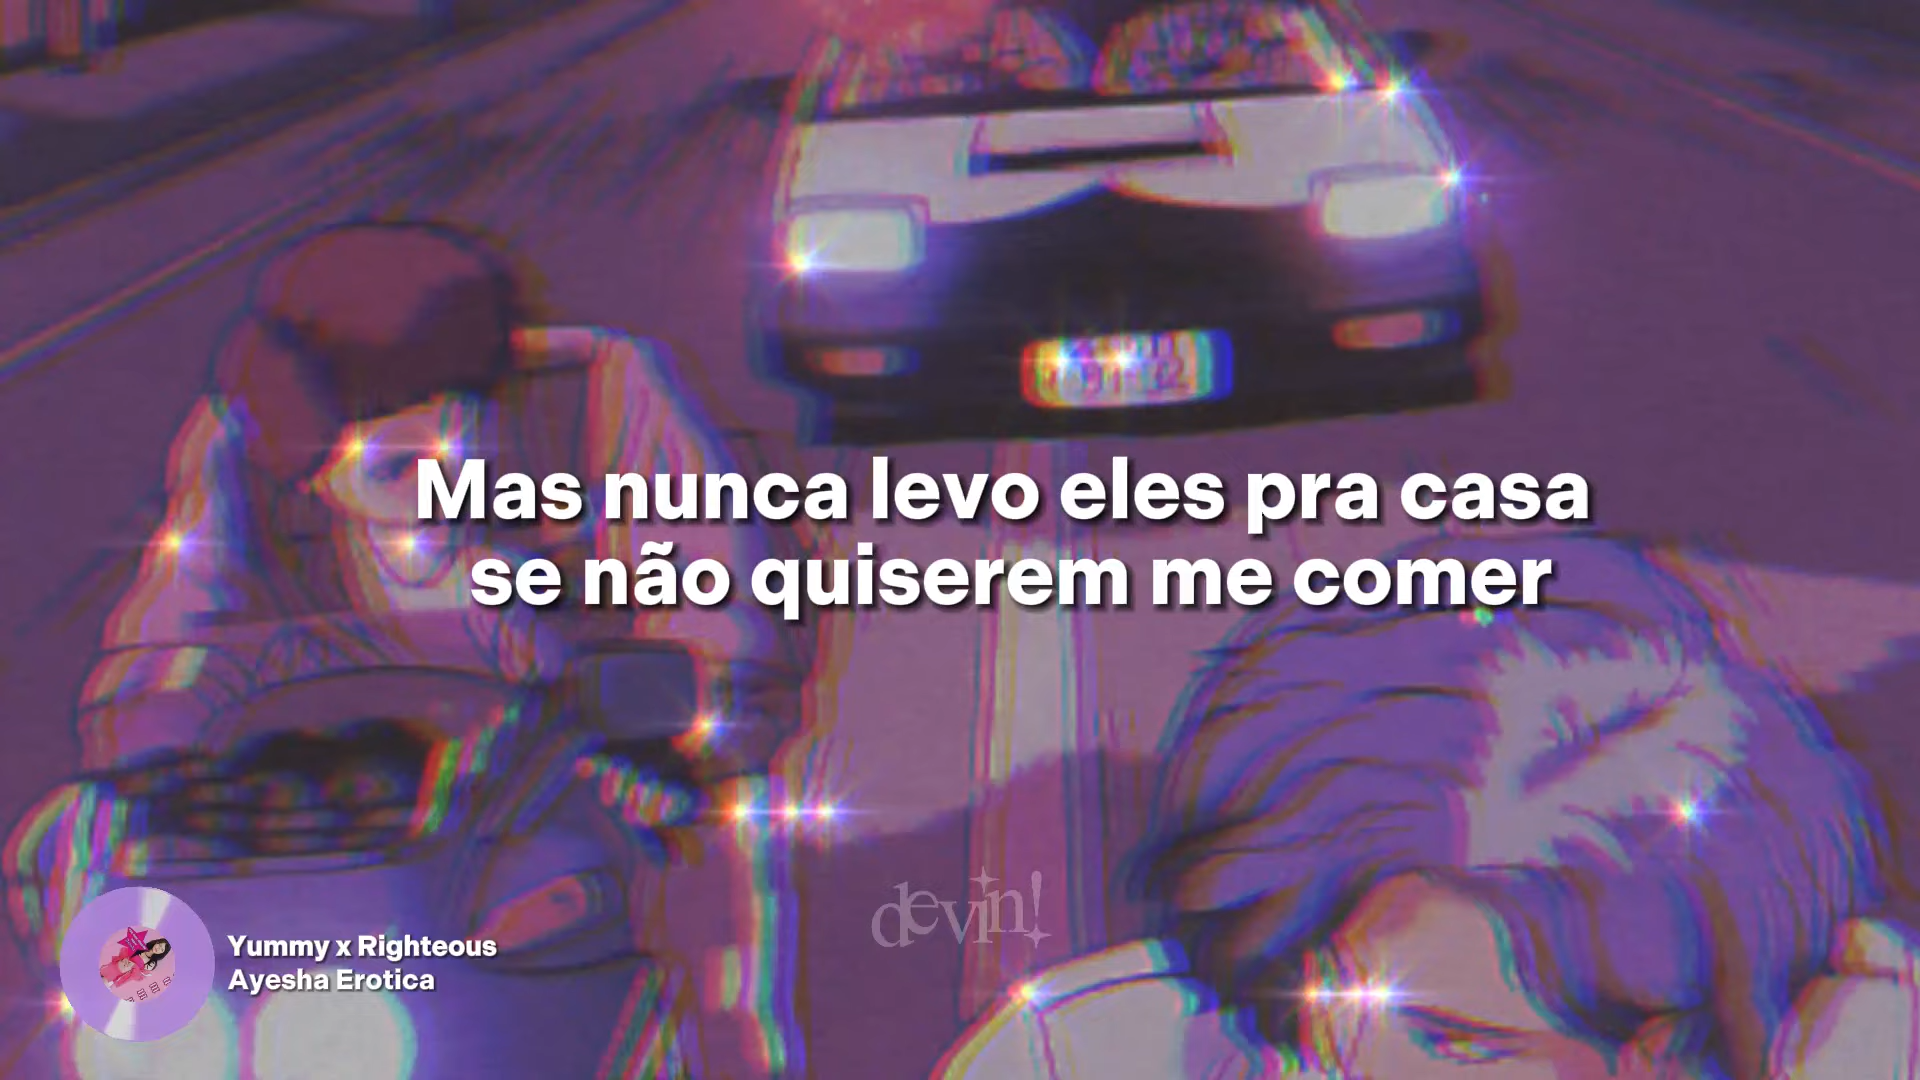 Mas nunca levo eles pra casa
se não quiserem me comer
devin!
Yummy x Righteous
Ayesha Erotica